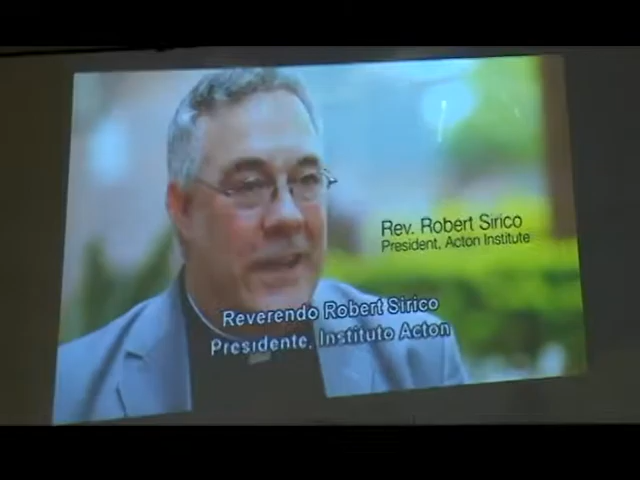 Rev. Robert Sirico
President, Acton Institute
Reverendo Robert Sirico
Presidente, Instituto Acton